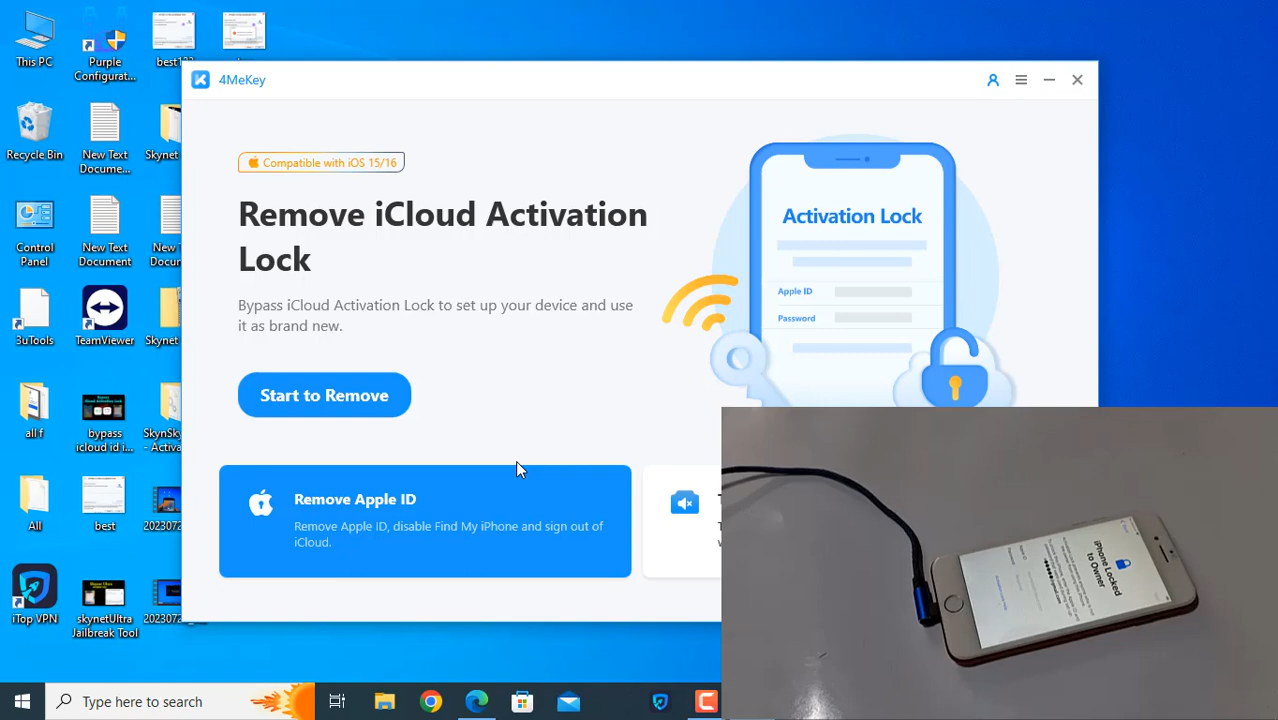 This PC
Purple
Configurat...
Recycle Bin
New Text
Docume...
Skynet
Control
Panel
New Text
Document
3uTools
TeamViewer
Skynet
all f
bypass
icloud id i...
SkynSky
- Activa
All
best
2023072
iTop VPN
skynetUltra
Jailbreak Tool
2023072
4MeKey
Compatible with iOS 15/16
Remove iCloud Activation
Lock
Bypass iCloud Activation Lock to set up your device and use
it as brand new.
Start to Remove
Activation Lock
Apple ID
Password
Remove Apple ID
Remove Apple ID, disable Find My iPhone and sign out of
iCloud.
iPhone Locked
to Owner
Type here to search